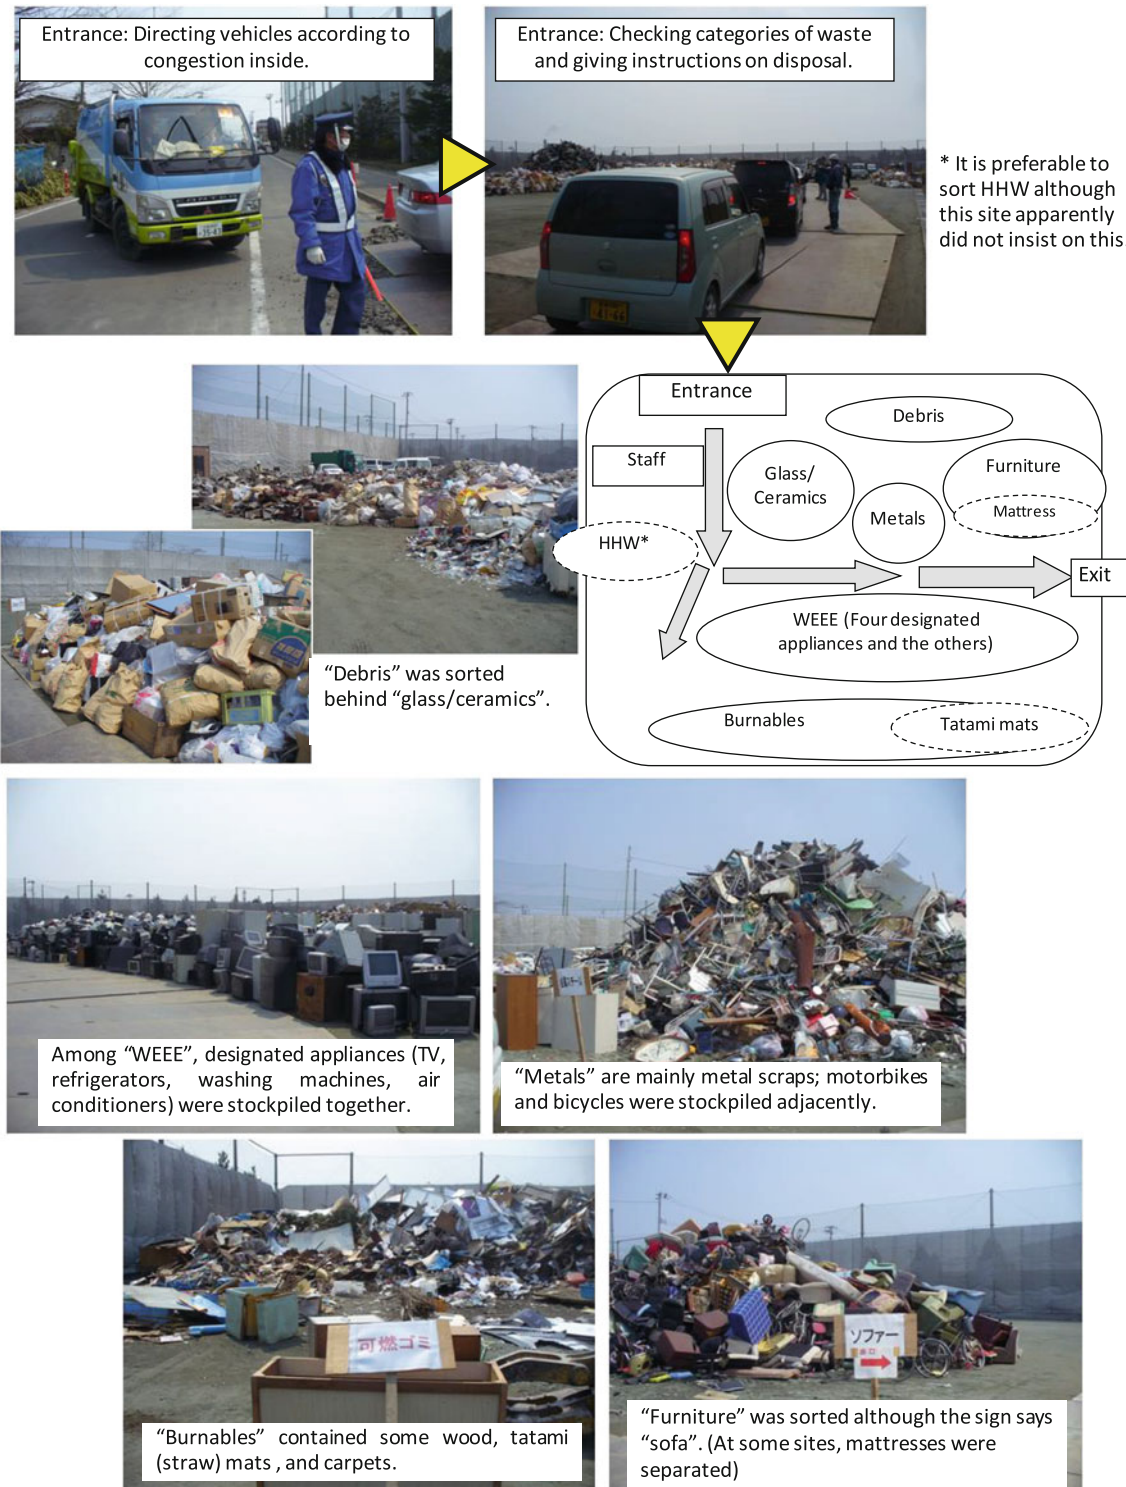 Entrance: Directing vehicles according to
congestion inside.
Entrance: Checking categories of waste
and giving instructions on disposal.
* It is preferable to
sort HHW although
this site apparently
did not insist on this
Entrance
Debris
Staff
Glass/
Ceramics
Furniture
Mattress
Metals
HHW*
Exit
WEEE (Four designated
appliances and the others)
Burnables
Tatami mats
“Debris” was sorted
behind “glass/ceramics”.
Among “WEEE”, designated appliances (TV,
refrigerators, washing machines, air
conditioners) were stockpiled together.
“Metals” are mainly metal scraps; motorbikes
and bicycles were stockpiled adjacently.
可燃ゴミ
ソファー
“Burnables” contained some wood, tatami
(straw) mats , and carpets.
“Furniture” was sorted although the sign says
“sofa”. (At some sites, mattresses were
separated)